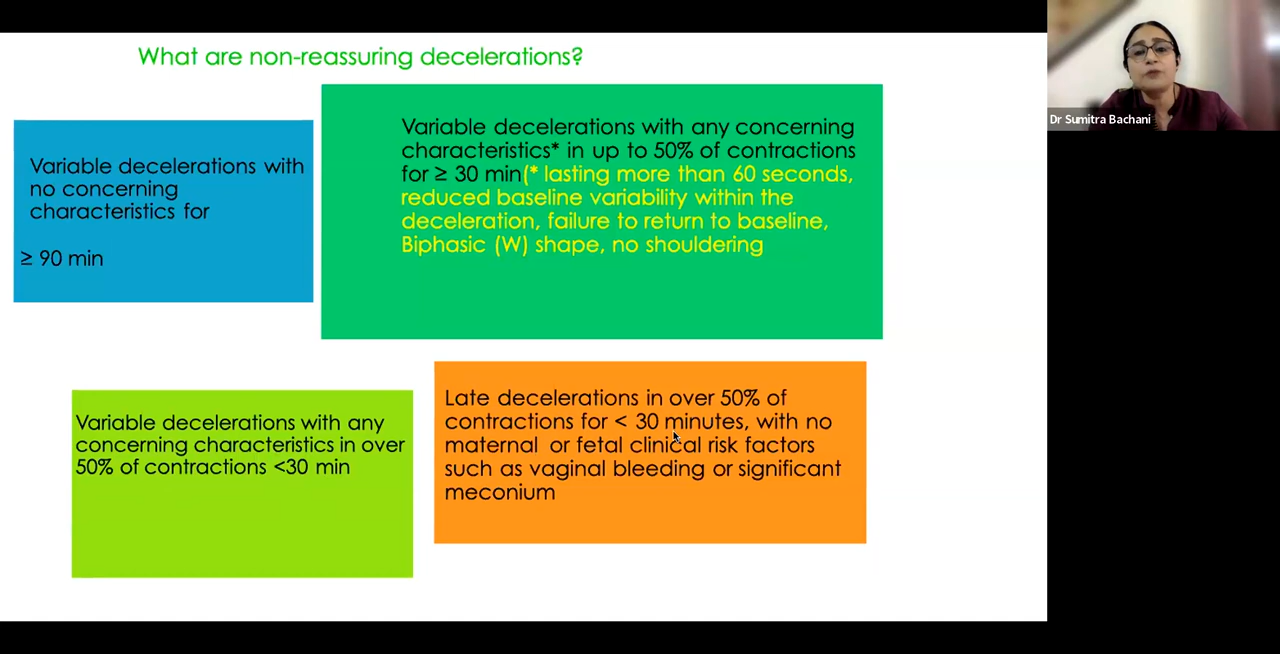 What are non-reassuring decelerations?
Variable decelerations with
no concerning
characteristics for
≥ 90 min
Variable decelerations with any concerning
characteristics* in up to 50% of contractions
for ≥ 30 min(* lasting more than 60 seconds,
reduced baseline variability within the
deceleration, failure to return to baseline,
Biphasic (W) shape, no shouldering
Variable decelerations with any
concerning characteristics in over
50% of contractions <30 min
Late decelerations in over 50% of
contractions for < 30 minutes, with no
maternal or fetal clinical risk factors
such as vaginal bleeding or significant
meconium
Dr Sumitra Bachani